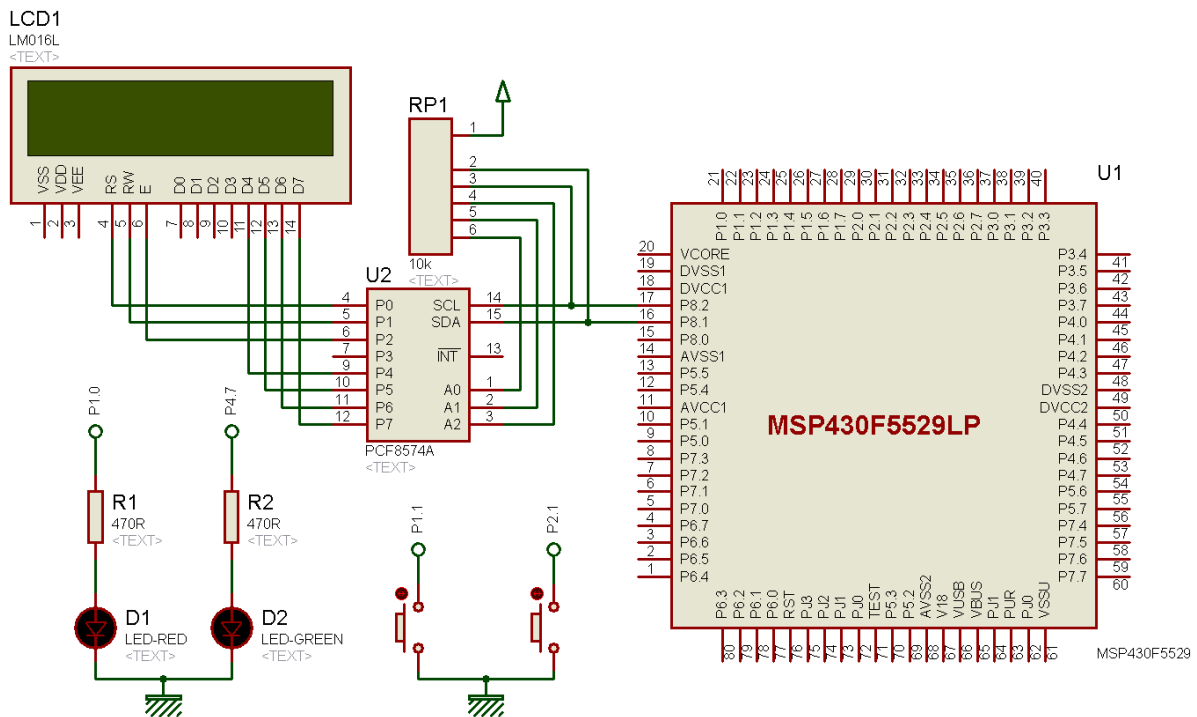 LCD1
LM016L
<TEXT>
VSS VDD VEE RS RW E D0 D1 D2 D3 D4 D5 D6 D7
1 2 3 4 5 6 7 8 9 10 11 12 13 14
RP1
1
2
3
4
5
6
10k
<TEXT>
U2
4 P0 SCL 14
5 P1 SDA 15
6 P2
7 P3 INT 13
9 P4
10 P5 A0 1
11 P6 A1 2
12 P7 A2 3
PCF8574A
<TEXT>
P1.0
R1
470R
<TEXT>
D1
LED-RED
<TEXT>
P4.7
R2
470R
<TEXT>
D2
LED-GREEN
<TEXT>
P1.1
P2.1
U1
21 22 23 24 25 26 27 28 29 30 31 32 33 34 35 36 37 38 39 40
P1.0 P1.1 P1.2 P1.3 P1.4 P1.5 P1.6 P1.7 P2.0 P2.1 P2.2 P2.3 P2.4 P2.5 P2.6 P2.7 P3.0 P3.1 P3.2 P3.3
20 VCORE
19 DVSS1
18 DVCC1
17 P8.2
16 P8.1
15 P8.0
14 AVSS1
13 P5.5
12 P5.4
11 AVCC1
10 P5.1
9 P5.0
8 P7.3
7 P7.2
6 P7.1
5 P7.0
4 P6.7
3 P6.6
2 P6.5
1 P6.4
MSP430F5529LP
P3.4 41
P3.5 42
P3.6 43
P3.7 44
P4.0 45
P4.1 46
P4.2 47
P4.3 48
DVSS2 49
DVCC2 50
P4.4 51
P4.5 52
P4.6 53
P4.7 54
P5.6 55
P5.7 56
P7.4 57
P7.5 58
P7.6 59
P7.7 60
P6.3 P6.2 P6.1 P6.0 RST PJ3 PJ2 PJ1 PJ0 TEST P5.3 P5.2 AVSS2 V18 VUSB VBUS PJ1 PUR PJ0 VSSU
80 79 78 77 76 75 74 73 72 71 70 69 68 67 66 65 64 63 62 61
MSP430F5529